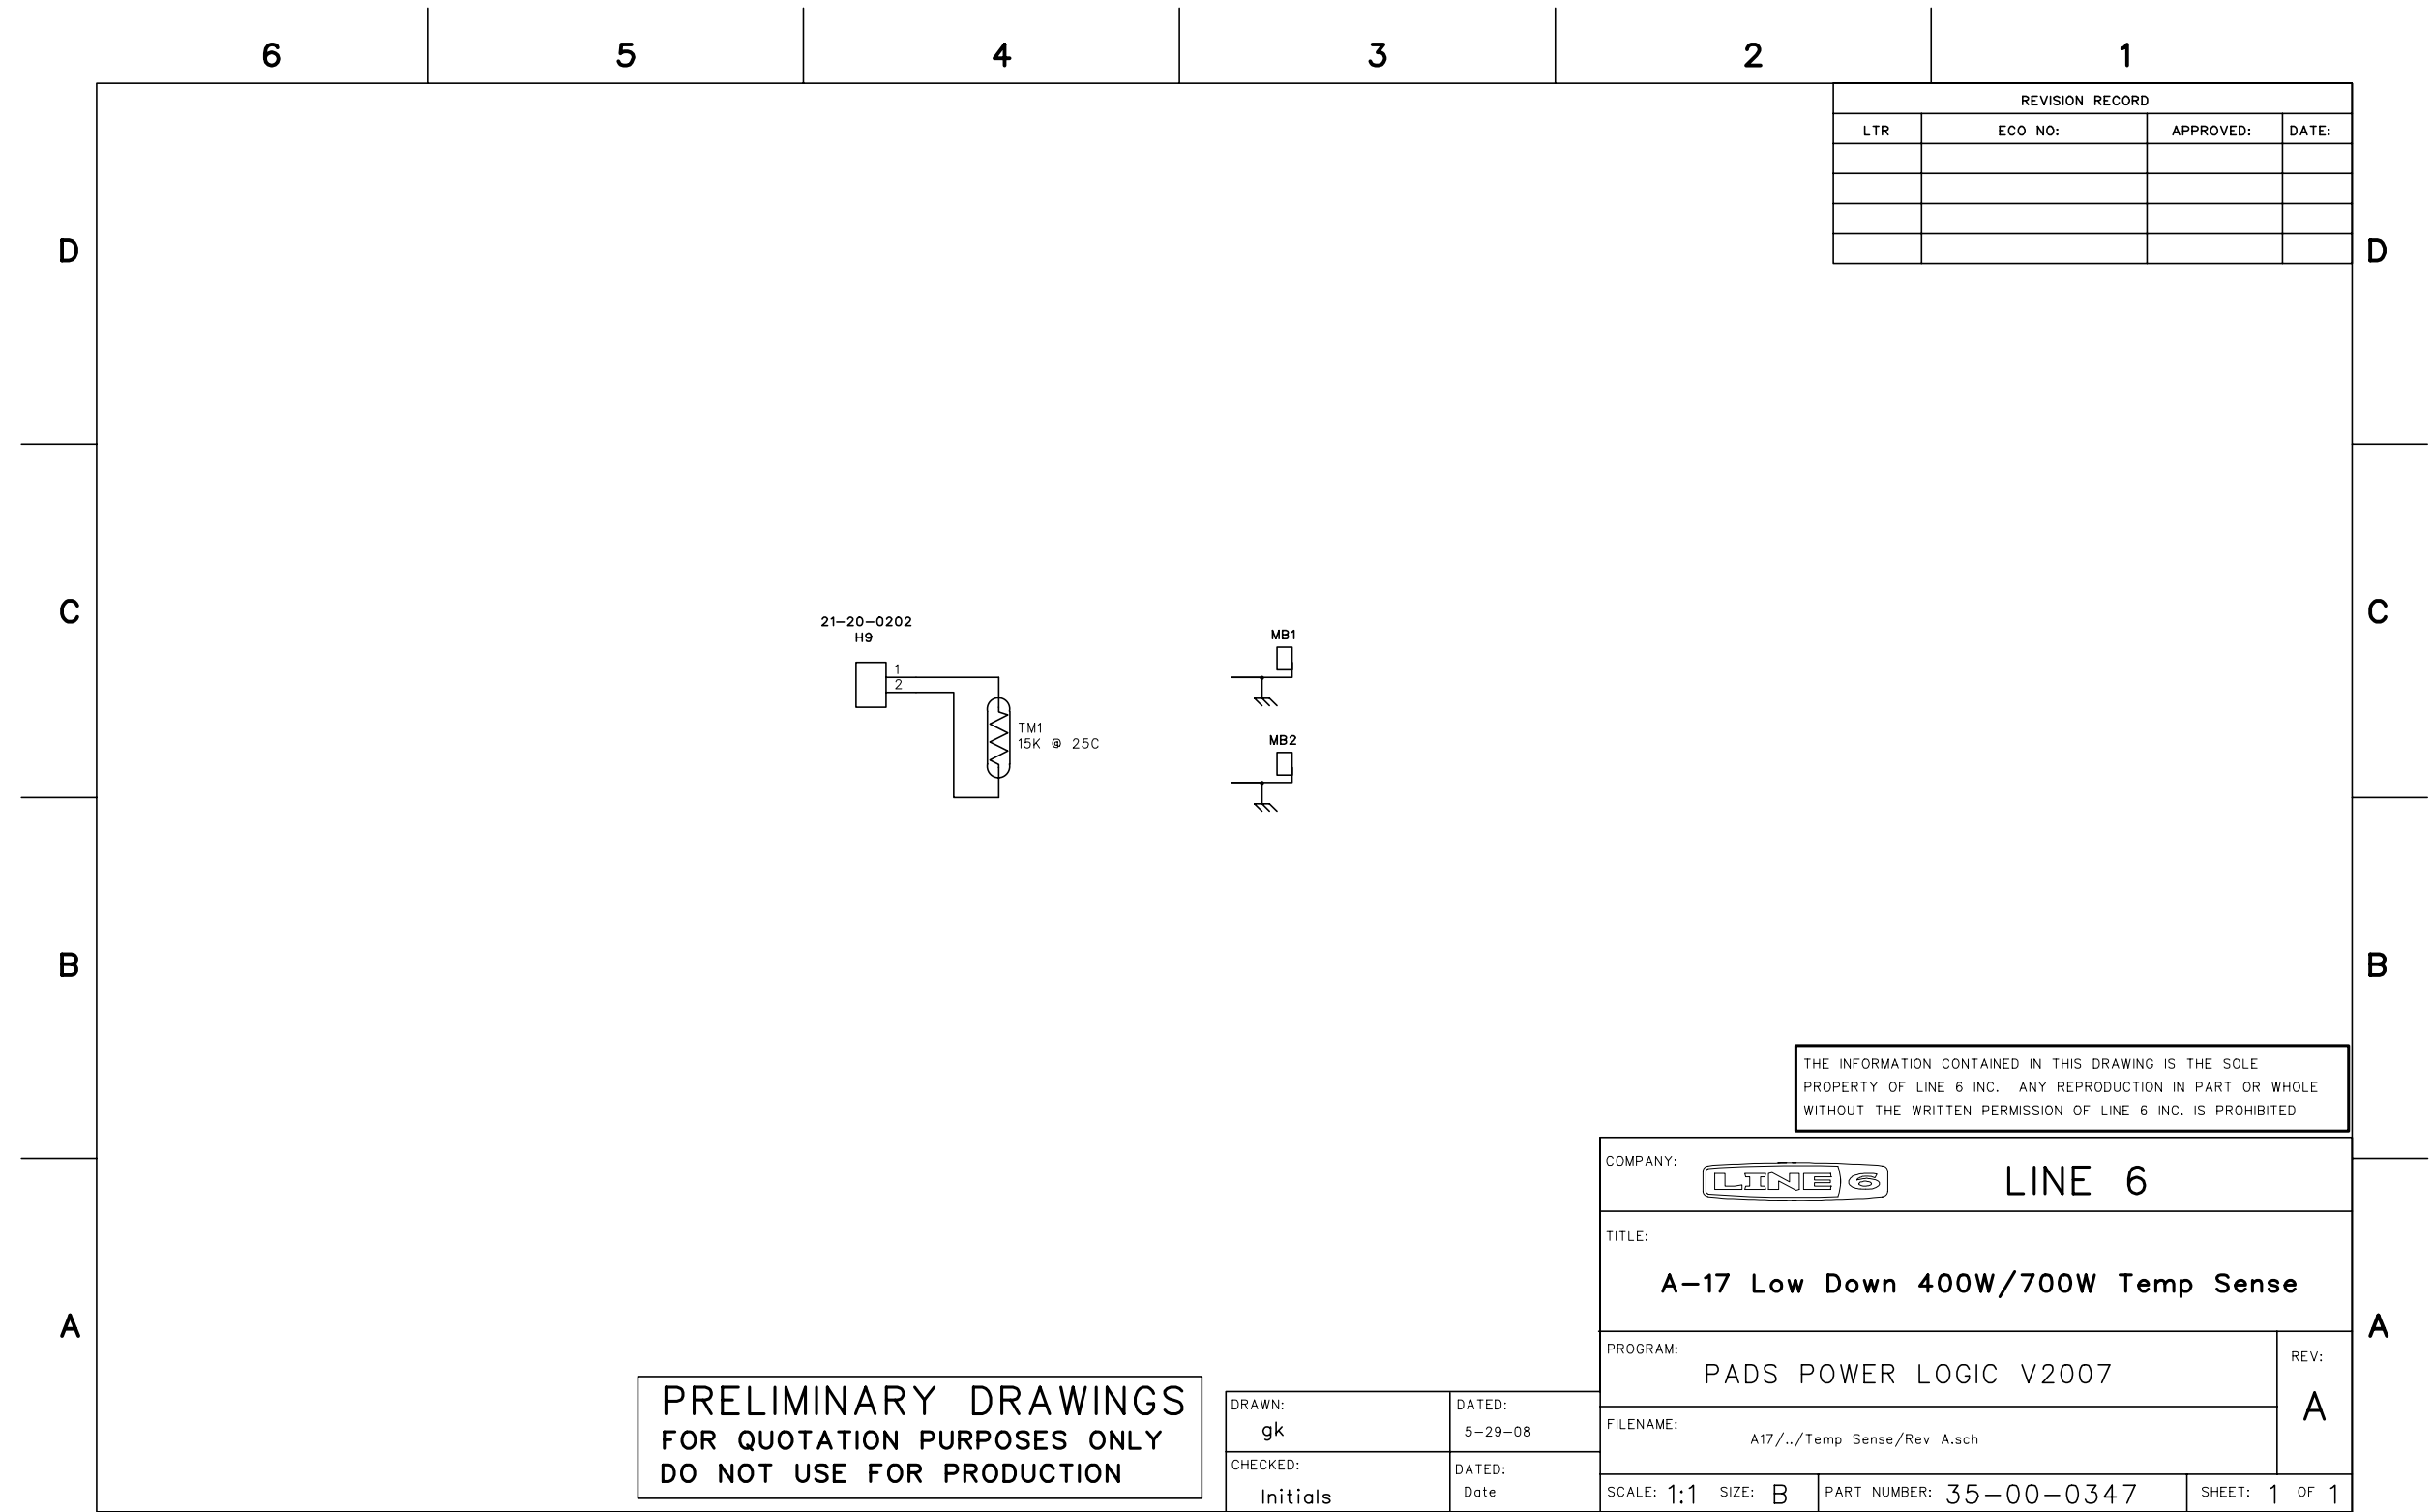 6 5 4 3 2 1
REVISION RECORD
LTR ECO NO: APPROVED: DATE:
D D
C C
21-20-0202
H9
1
2
TM1
15K @ 25C
MB1
MB2
B B
THE INFORMATION CONTAINED IN THIS DRAWING IS THE SOLE
PROPERTY OF LINE 6 INC. ANY REPRODUCTION IN PART OR WHOLE
WITHOUT THE WRITTEN PERMISSION OF LINE 6 INC. IS PROHIBITED
COMPANY: LINE 6 LINE 6
TITLE:
A-17 Low Down 400W/700W Temp Sense
A A
PROGRAM:
PADS POWER LOGIC V2007
REV:
A
FILENAME:
A17/../Temp Sense/Rev A.sch
SCALE: 1:1 SIZE: B PART NUMBER: 35-00-0347 SHEET: 1 OF 1
PRELIMINARY DRAWINGS
FOR QUOTATION PURPOSES ONLY
DO NOT USE FOR PRODUCTION
DRAWN: DATED:
gk 5-29-08
CHECKED: DATED:
Initials Date